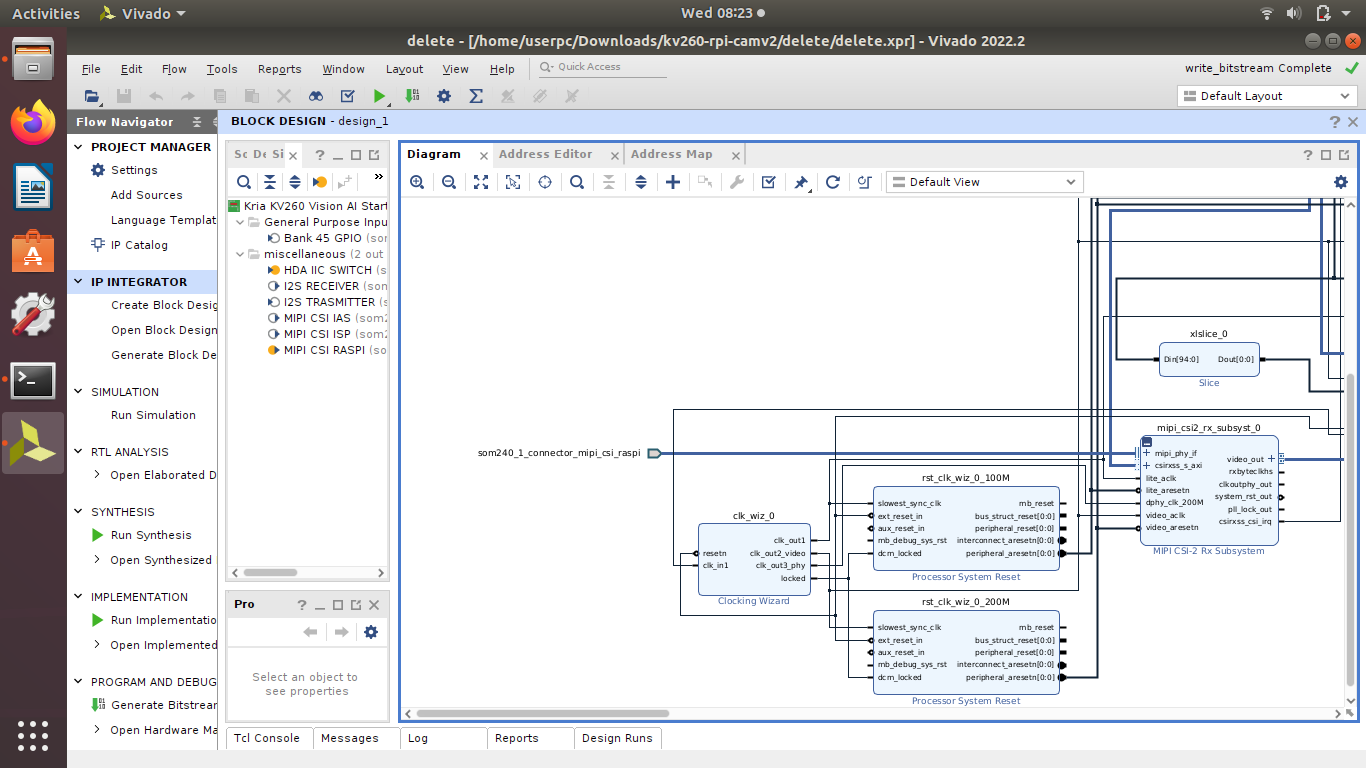 Activities Vivado Wed 08:23
delete - [/home/userpc/Downloads/kv260-rpi-camv2/delete/delete.xpr] - Vivado 2022.2
File Edit Flow Tools Reports Window Layout View Help Quick Access write_bitstream Complete
Default Layout
Flow Navigator
PROJECT MANAGER
Settings
Add Sources
Language Templat
IP Catalog
IP INTEGRATOR
Create Block Desig
Open Block Design
Generate Block De
SIMULATION
Run Simulation
RTL ANALYSIS
Open Elaborated D
SYNTHESIS
Run Synthesis
Open Synthesized
IMPLEMENTATION
Run Implementatio
Open Implemented
PROGRAM AND DEBUG
Generate Bitstrear
Open Hardware Ma
BLOCK DESIGN - design_1
Sc De Si
Kria KV260 Vision AI Start
General Purpose Inpu
Bank 45 GPIO (son
miscellaneous (2 out
HDA IIC SWITCH (s
I2S RECEIVER (son
I2S TRASMITTER (s
MIPI CSI IAS (som2
MIPI CSI ISP (som2
MIPI CSI RASPI (so
Pro
Select an object to
see properties
Diagram Address Editor Address Map
Default View
xlslice_0
Din[94:0] Dout[0:0]
Slice
som240_1_connector_mipi_csi_raspi
mipi_csi2_rx_subsyst_0
mipi_phy_if
csirxss_s_axi
lite_aclk
lite_aresetn
dphy_clk_200M
video_aclk
video_aresetn
video_out
rxbyteclkhs
clkoutphy_out
system_rst_out
pll_lock_out
csirxss_csi_irq
MIPI CSI-2 Rx Subsystem
clk_wiz_0
resetn
clk_in1
clk_out1
clk_out2_video
clk_out3_phy
locked
Clocking Wizard
rst_clk_wiz_0_100M
slowest_sync_clk mb_reset
ext_reset_in bus_struct_reset[0:0]
aux_reset_in peripheral_reset[0:0]
mb_debug_sys_rst interconnect_aresetn[0:0]
dcm_locked peripheral_aresetn[0:0]
Processor System Reset
rst_clk_wiz_0_200M
slowest_sync_clk mb_reset
ext_reset_in bus_struct_reset[0:0]
aux_reset_in peripheral_reset[0:0]
mb_debug_sys_rst interconnect_aresetn[0:0]
dcm_locked peripheral_aresetn[0:0]
Processor System Reset
Tcl Console Messages Log Reports Design Runs